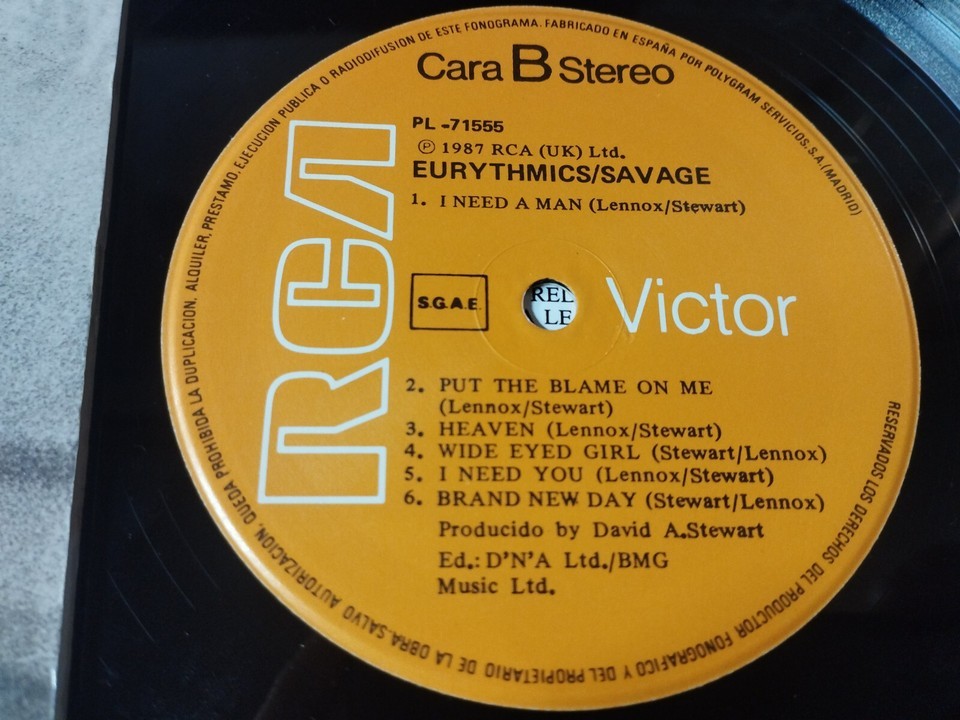 Cara B Stereo
PL -71555
Ⓟ 1987 RCA (UK) Ltd.
EURYTHMICS/SAVAGE
1. I NEED A MAN (Lennox/Stewart)
RCA
S.G.A.E.
REL
LE
Victor
2. PUT THE BLAME ON ME
(Lennox/Stewart)
3. HEAVEN (Lennox/Stewart)
4. WIDE EYED GIRL (Stewart/Lennox)
5. I NEED YOU (Lennox/Stewart)
6. BRAND NEW DAY (Stewart/Lennox)
Producido by David A.Stewart
Ed.: D'N'A Ltd./BMG
Music Ltd.
RESERVADOS LOS DERECHOS DEL PRODUCTOR FONOGRAFICO Y DEL PROPIETARIO DE LA OBRA. SALVO AUTORIZACION, QUEDA PROHIBIDA LA DUPLICACION, ALQUILER, PRESTAMO, EJECUCION PUBLICA O RADIODIFUSION DE ESTE FONOGRAMA. FABRICADO EN ESPAÑA POR POLYGRAM SERVICIOS, S.A. (MADRID)